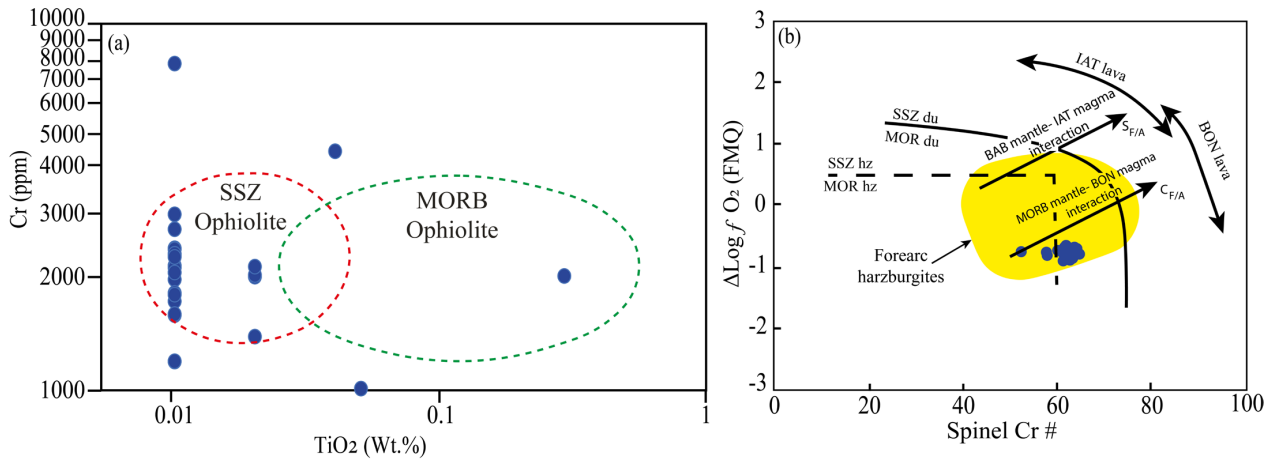 (a)
10000
8000
7000
6000
5000
4000
3000
2000
1000
Cr (ppm)
SSZ
Ophiolite
MORB
Ophiolite
0.01
0.1
1
TiO2 (Wt.%)
(b)
3
2
1
0
-1
-2
-3
ΔLog f O₂ (FMQ)
IAT lava
BON lava
SSZ du
MOR du
BAB mantle- IAT magma
interaction
S F/A
SSZ hz
MOR hz
MORB mantle-BON magma
interaction
C F/A
Forearc
harzburgites
0
20
40
60
80
100
Spinel Cr #